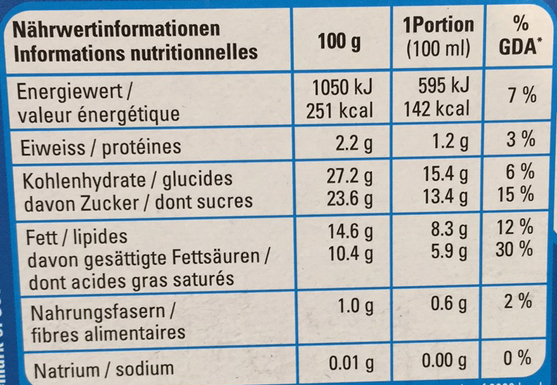 Nährwertinformationen
Informations nutritionnelles
100 g
1Portion
(100 ml)
%
GDA*
Energiewert /
valeur énergétique
1050 kJ
251 kcal
595 kJ
142 kcal
7 %
Eiweiss / protéines
2.2 g
1.2 g
3 %
Kohlenhydrate / glucides
davon Zucker / dont sucres
27.2 g
23.6 g
15.4 g
13.4 g
6 %
15 %
Fett / lipides
davon gesättigte Fettsäuren /
dont acides gras saturés
14.6 g
10.4 g
8.3 g
5.9 g
12 %
30 %
Nahrungsfasern /
fibres alimentaires
1.0 g
0.6 g
2 %
Natrium / sodium
0.01 g
0.00 g
0 %